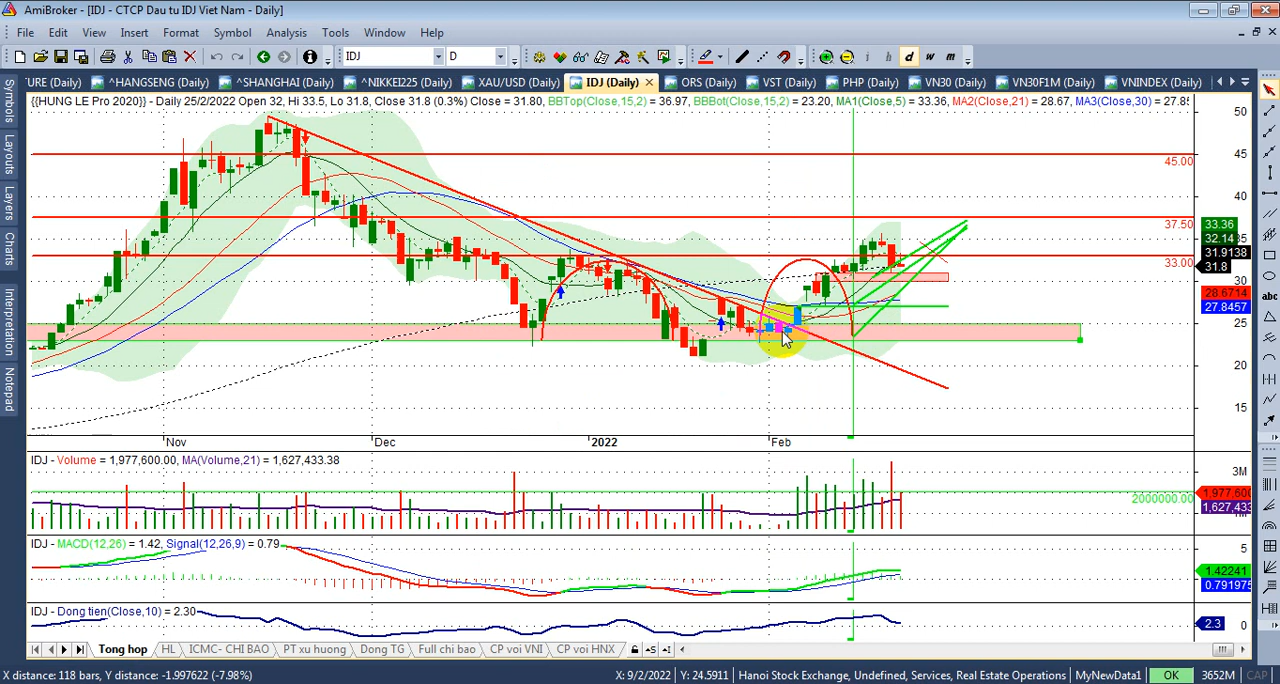 AmiBroker - [IDJ - CTCP Dau tu IDJ Viet Nam - Daily]
File Edit View Insert Format Symbol Analysis Tools Window Help
IDJ D i h d w m
'URE (Daily) ^HANGSENG (Daily) ^SHANGHAI (Daily) ^NIKKEI225 (Daily) XAU/USD (Daily) IDJ (Daily) ORS (Daily) VST (Daily) PHP (Daily) VN30 (Daily) VN30F1M (Daily) VNINDEX (Daily)
Symbols
Layouts
Layers
Charts
Interpretation
Notepad
{{HUNG LE Pro 2020}} - Daily 25/2/2022 Open 32, Hi 33.5, Lo 31.8, Close 31.8 (0.3%) Close = 31.80, BBTop(Close,15,2) = 36.97, BBBot(Close,15,2) = 23.20, MA1(Close,5) = 33.36, MA2(Close,21) = 28.67, MA3(Close,30) = 27.85
50
45
45.00
40
37.50
33.36
32.14
35
31.9138
33.00
31.8
30
28.6714
27.8457
25
20
15
Nov Dec 2022 Feb
IDJ - Volume = 1,977,600.00, MA(Volume,21) = 1,627,433.38
3M
1,977,600
2000000.00
1,627,433
IDJ - MACD(12,26) = 1.42, Signal(12,26,9) = 0.79
5
1.42241
0.791975
IDJ - Dong tien(Close,10) = 2.30
2.3 0
Tong hop HL ICMC- CHI BAO PT xu huong Dong TG Full chi bao CP voi VNI CP voi HNX
abc
X distance: 118 bars, Y distance: -1.997622 (-7.98%) X: 9/2/2022 Y: 24.5911 Hanoi Stock Exchange, Undefined, Services, Real Estate Operations MyNewData1 OK 3652M CAP